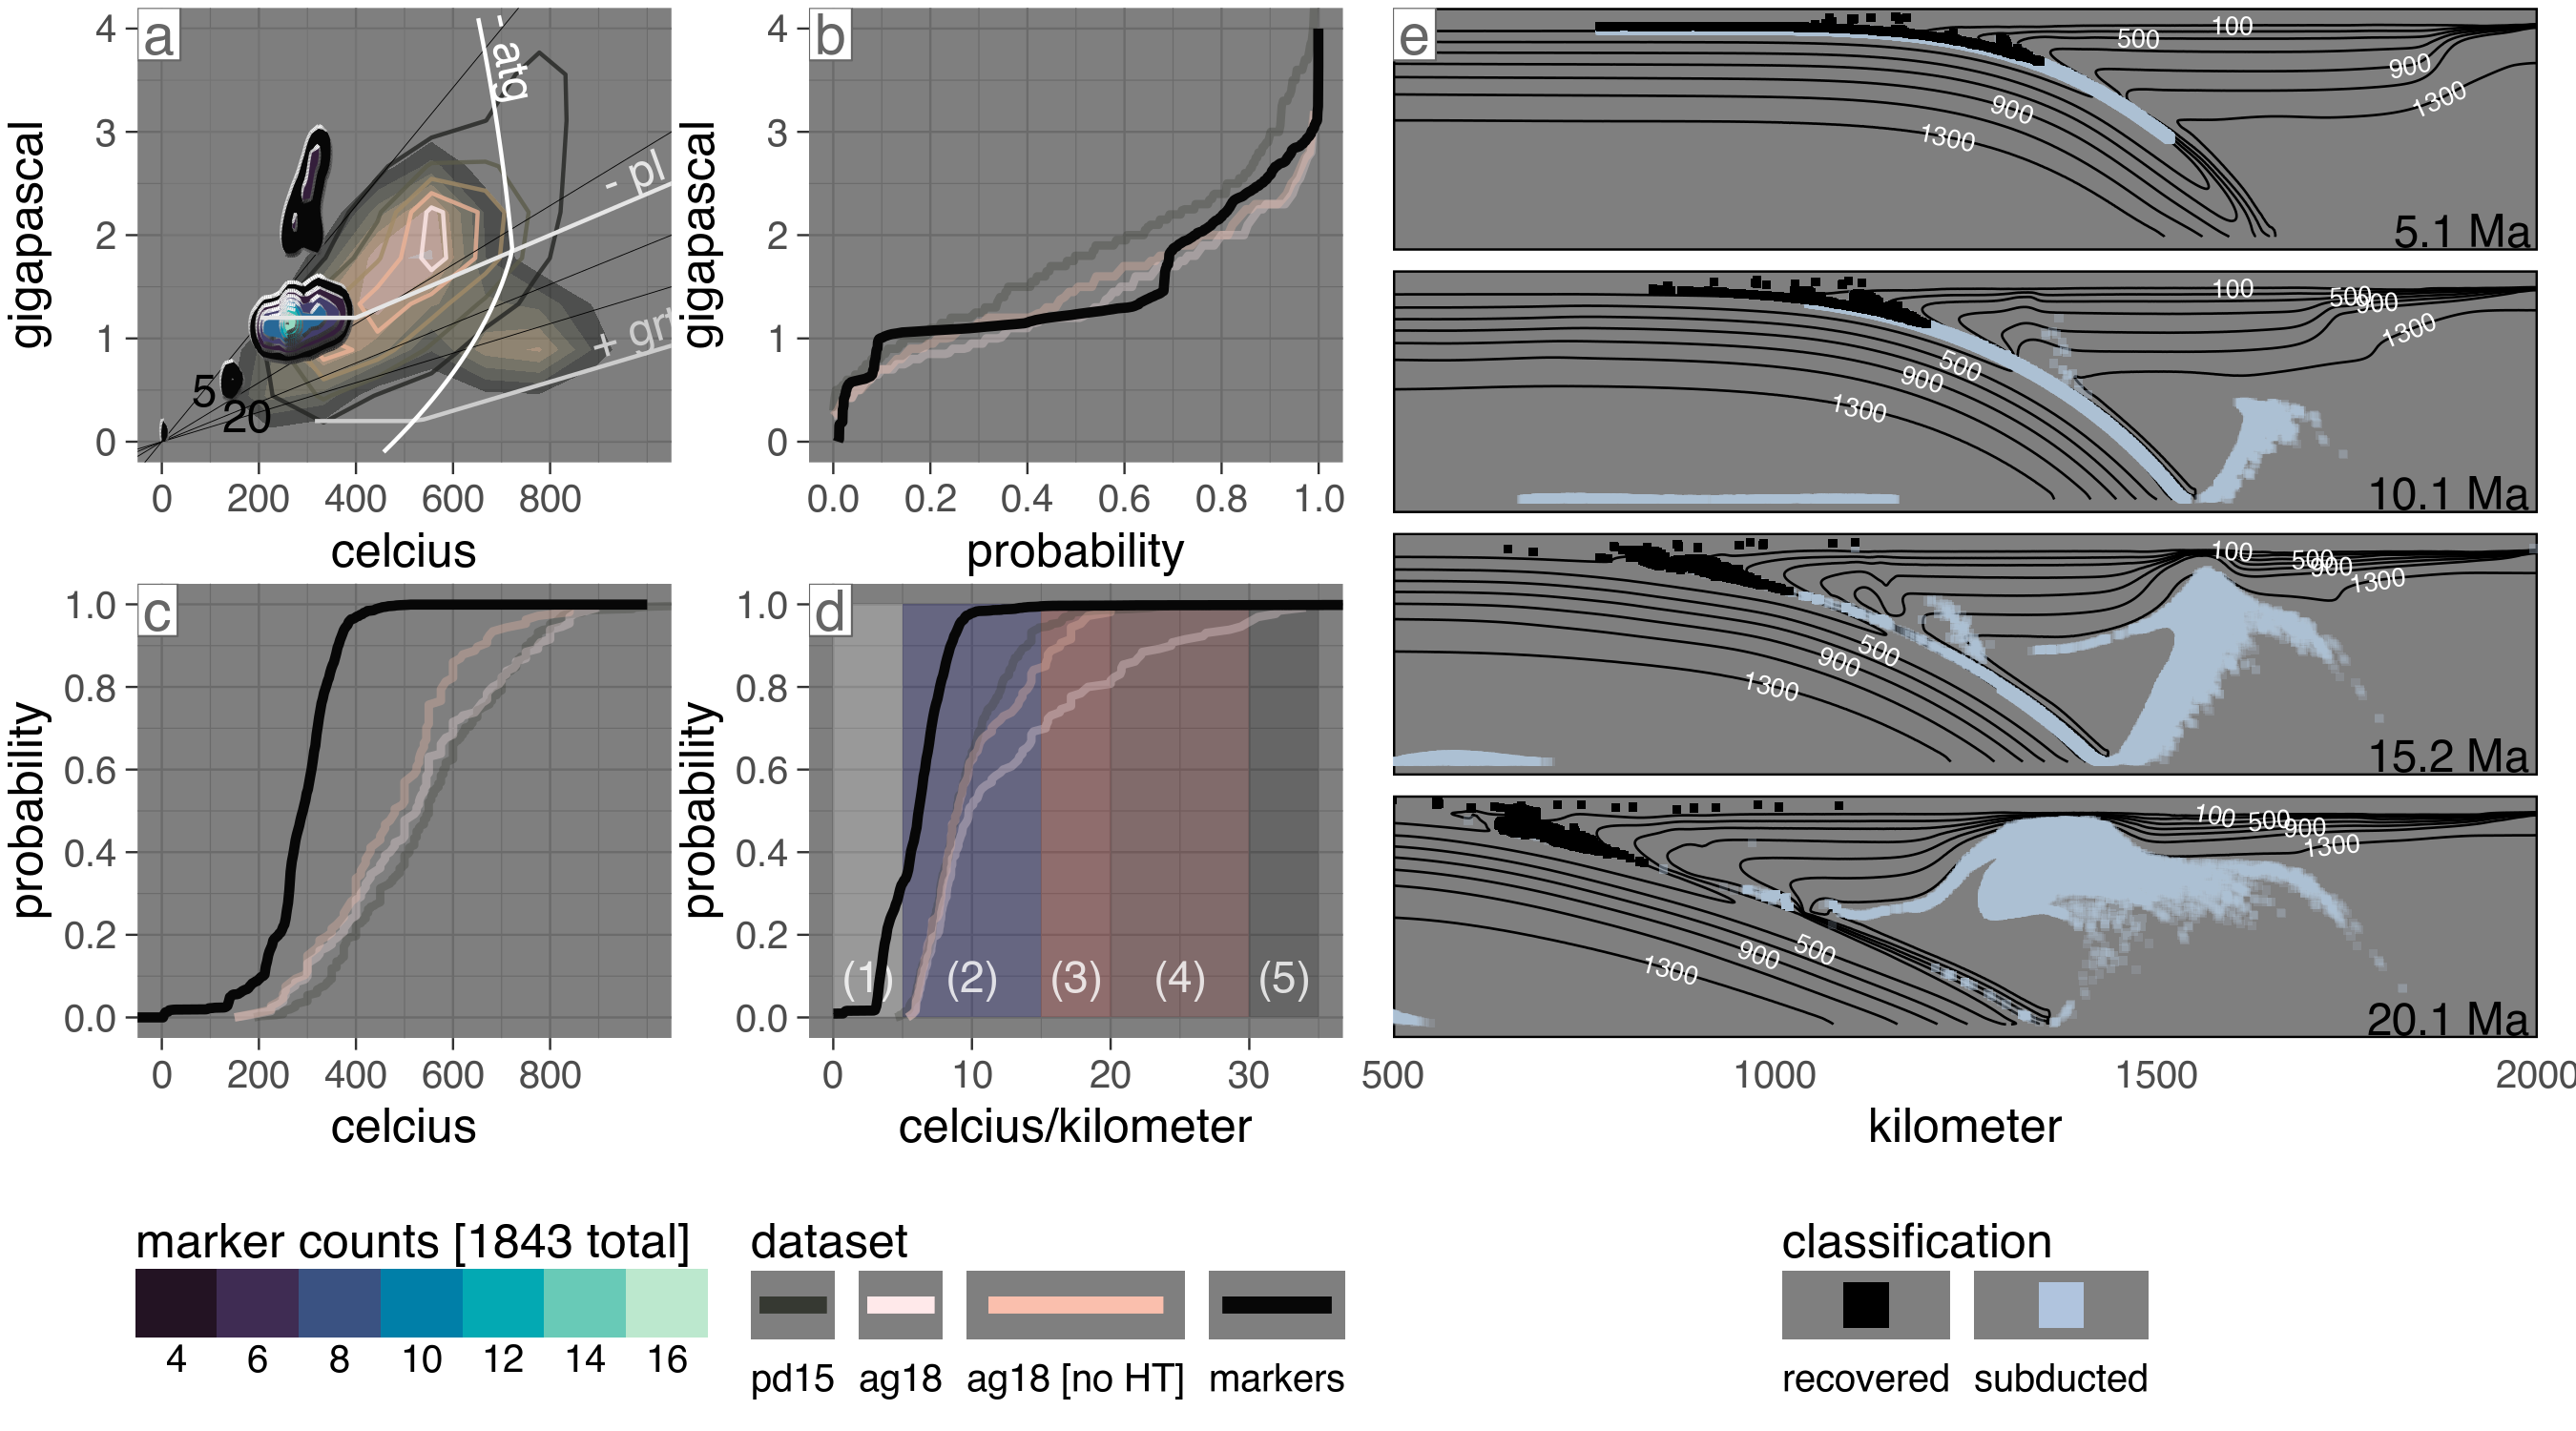 a
gigapascal
4
3
2
1
0
- atg
- pl
+ grt
5
20
0 200 400 600 800
celcius
b
gigapascal
4
3
2
1
0
0.0 0.2 0.4 0.6 0.8 1.0
probability
c
probability
1.0
0.8
0.6
0.4
0.2
0.0
0 200 400 600 800
celcius
d
probability
1.0
0.8
0.6
0.4
0.2
0.0
(1) (2) (3) (4) (5)
0 10 20 30
celcius/kilometer
e
100
500
900
1300
900
1300
5.1 Ma
100
500
900
1300
500
900
1300
10.1 Ma
100
500
900
1300
500
900
1300
15.2 Ma
100
500
900
1300
500
900
1300
20.1 Ma
500 1000 1500 2000
kilometer
marker counts [1843 total]
4 6 8 10 12 14 16
dataset
pd15 ag18 ag18 [no HT] markers
classification
recovered subducted